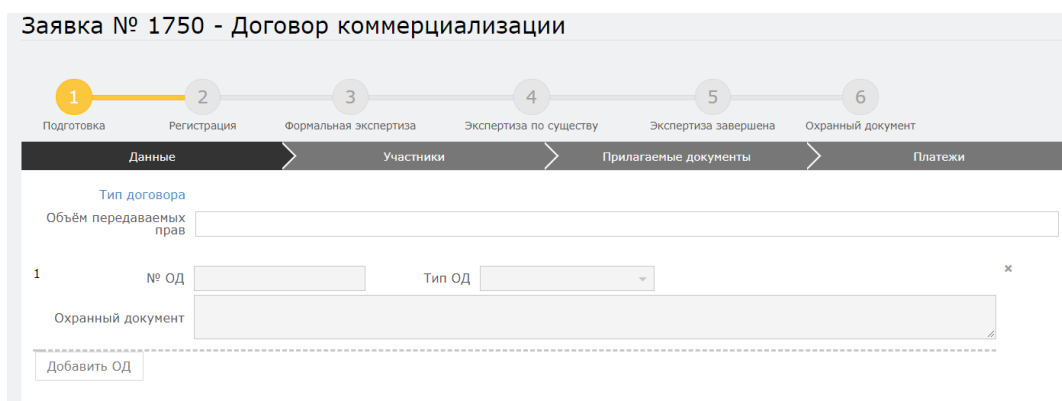 Заявка № 1750 - Договор коммерциализации
1 2 3 4 5 6
Подготовка Регистрация Формальная экспертиза Экспертиза по существу Экспертиза завершена Охранный документ
Данные Участники Прилагаемые документы Платежи
Тип договора
Объём передаваемых
прав
1 № ОД Тип ОД ×
Охранный документ
Добавить ОД